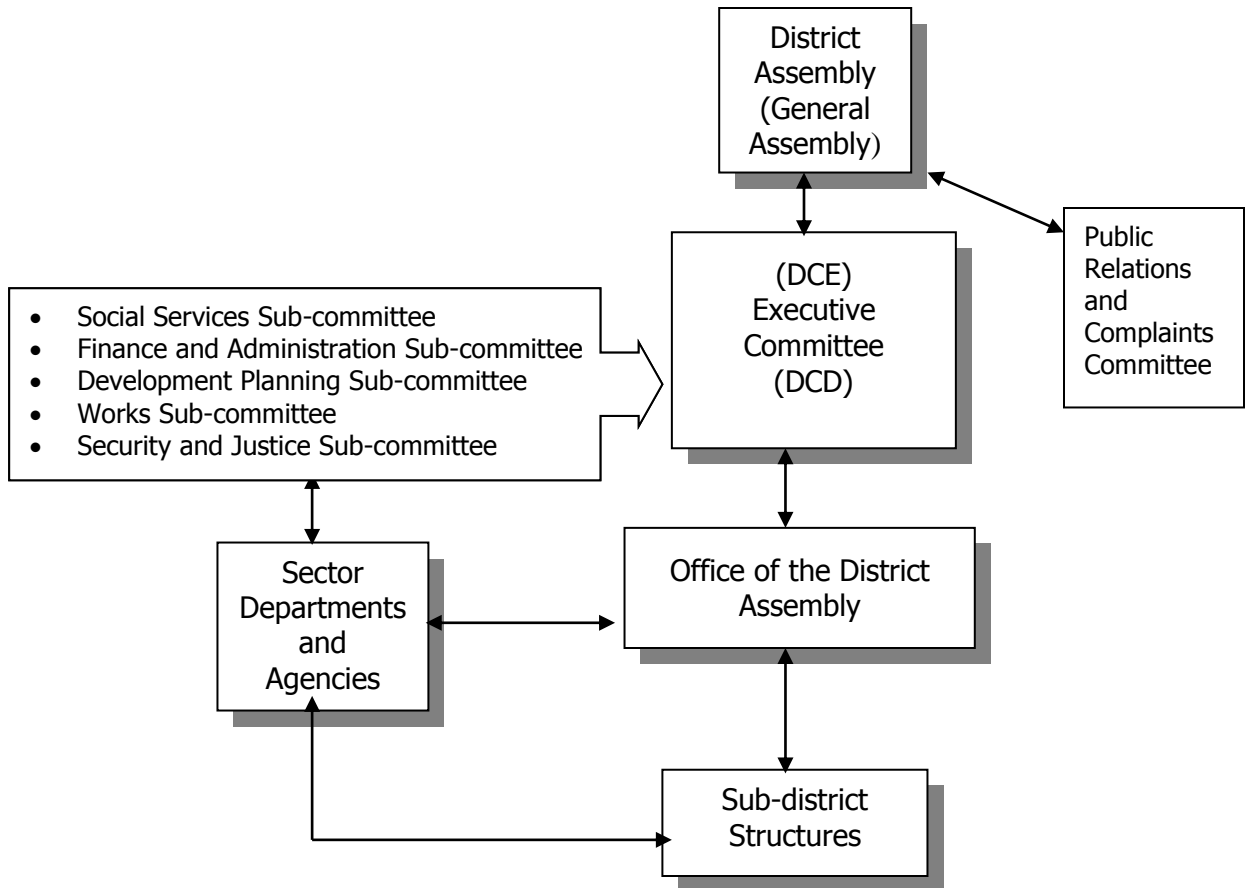 District
Assembly
(General
Assembly)
Public
Relations
and
Complaints
Committee
(DCE)
Executive
Committee
(DCD)
• Social Services Sub-committee
• Finance and Administration Sub-committee
• Development Planning Sub-committee
• Works Sub-committee
• Security and Justice Sub-committee
Sector
Departments
and
Agencies
Office of the District
Assembly
Sub-district
Structures